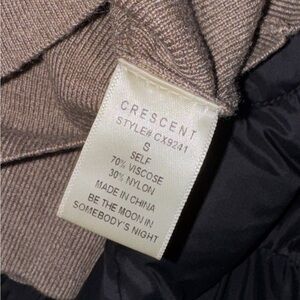 CRESCENT
STYLE# CX9241
S
SELF
70% VISCOSE
30% NYLON
MADE IN CHINA
BE THE MOON IN
SOMEBODY'S NIGHT